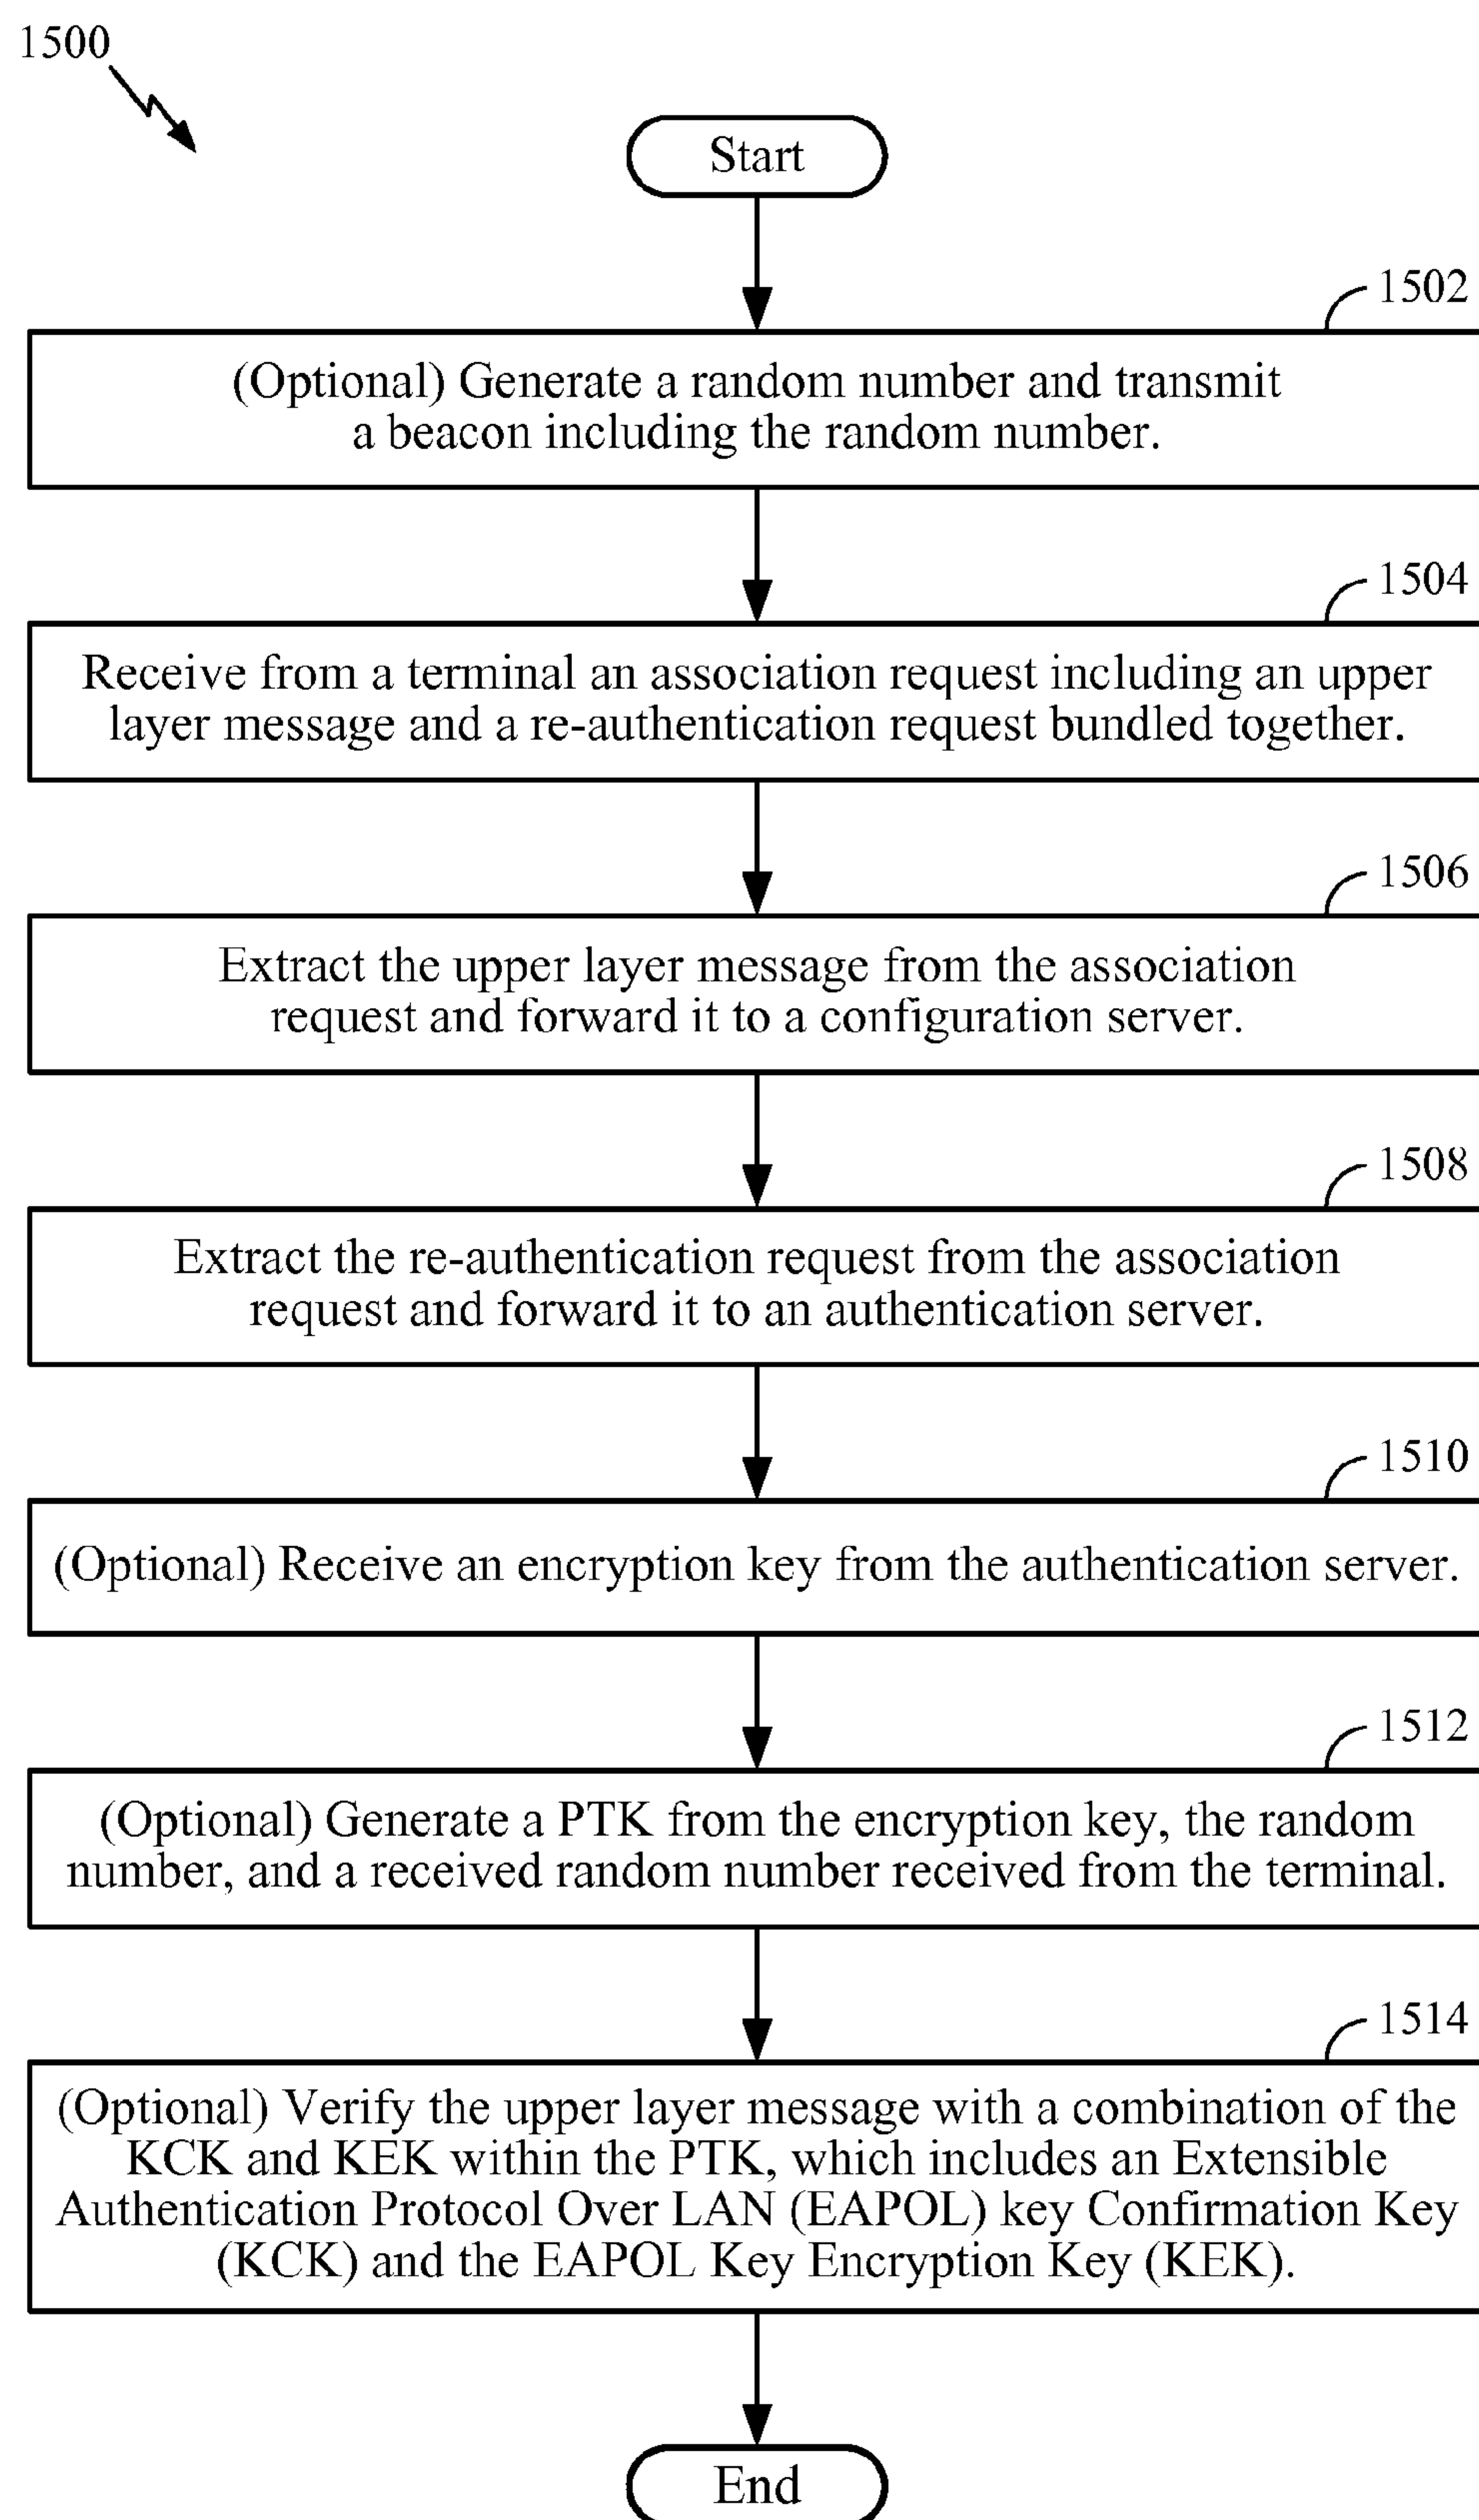 1500
Start
1502
(Optional) Generate a random number and transmit
a beacon including the random number.
1504
Receive from a terminal an association request including an upper
layer message and a re-authentication request bundled together.
1506
Extract the upper layer message from the association
request and forward it to a configuration server.
1508
Extract the re-authentication request from the association
request and forward it to an authentication server.
1510
(Optional) Receive an encryption key from the authentication server.
1512
(Optional) Generate a PTK from the encryption key, the random
number, and a received random number received from the terminal.
1514
(Optional) Verify the upper layer message with a combination of the
KCK and KEK within the PTK, which includes an Extensible
Authentication Protocol Over LAN (EAPOL) key Confirmation Key
(KCK) and the EAPOL Key Encryption Key (KEK).
End